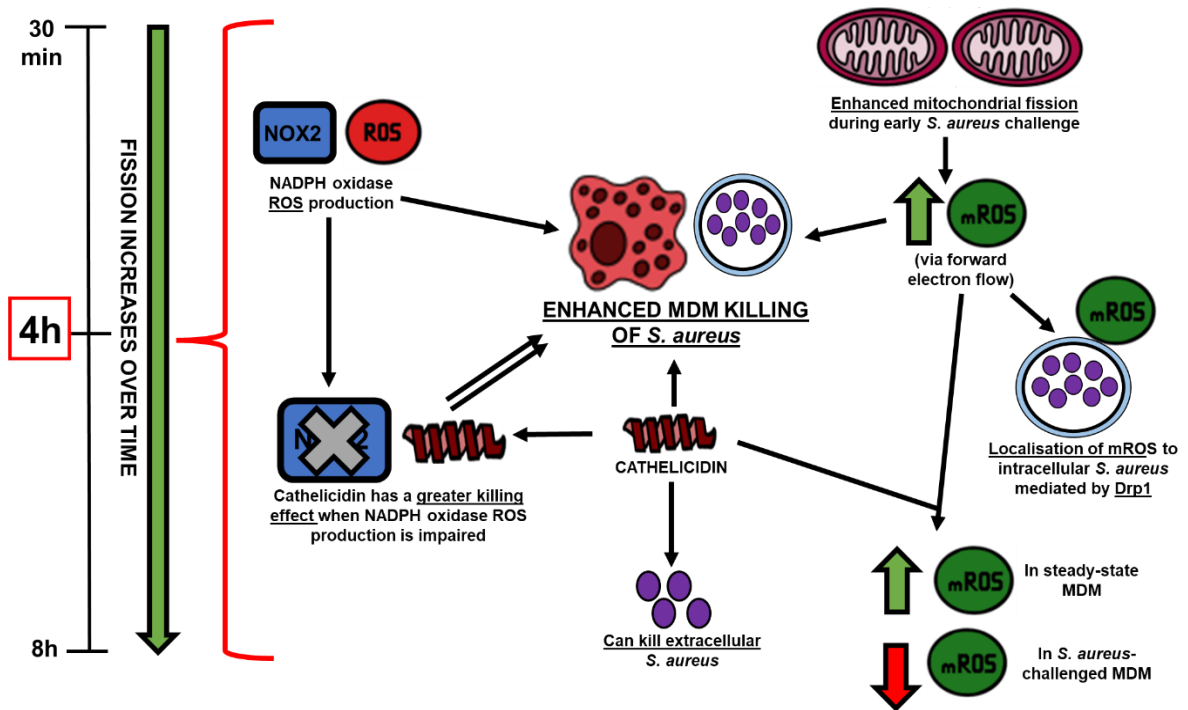 30
min
4h
8h
FISSION INCREASES OVER TIME
NOX2
ROS
NADPH oxidase
ROS production
Enhanced mitochondrial fission
during early S. aureus challenge
mROS
(via forward
electron flow)
ENHANCED MDM KILLING
OF S. aureus
mROS
Localisation of mROS to
intracellular S. aureus
mediated by Drp1
Cathelicidin has a greater killing
effect when NADPH oxidase ROS
production is impaired
CATHELICIDIN
Can kill extracellular
S. aureus
mROS
In steady-state
MDM
mROS
In S. aureus-
challenged MDM